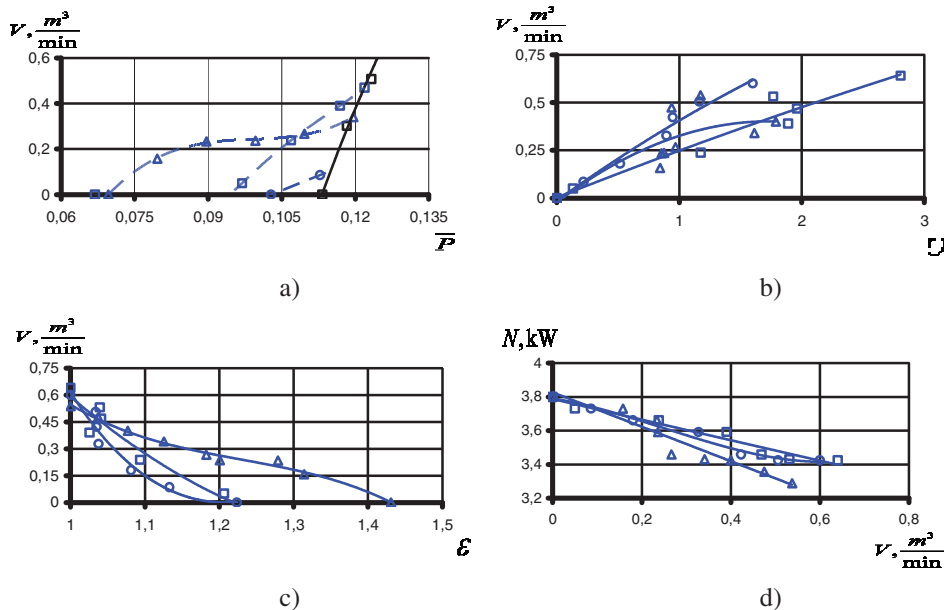 V, m³/min
0,6
0,4
0,2
0
0,06 0,075 0,09 0,105 0,12 0,135
P̅
a)
V, m³/min
0,75
0,5
0,25
0
0 1 2 3
b)
V, m³/min
0,75
0,6
0,45
0,3
0,15
0
1 1,1 1,2 1,3 1,4 1,5
ε
c)
N, kW
4
3,8
3,6
3,4
3,2
0 0,2 0,4 0,6 0,8
V, m³/min
d)